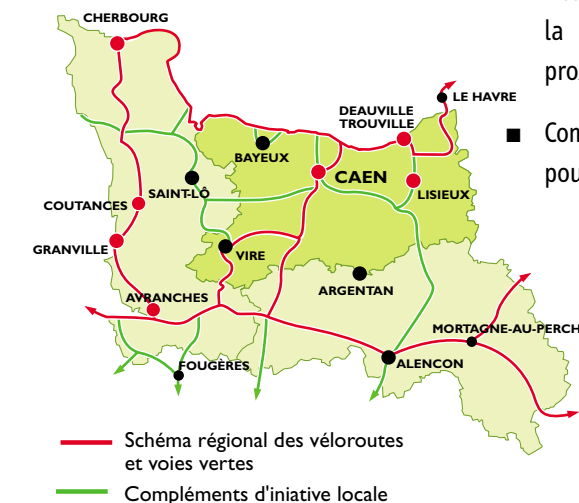 CHERBOURG
la
LE HAVRE
pro
DEAUVILLE
TROUVILLE
■ Con
BAYEUX
CAEN
pou
SAINT-LÔ
LISIEUX
COUTANCES
GRANVILLE
VIRE
ARGENTAN
AVRANCHES
MORTAGNE-AU-PERCH
FOUGÈRES
ALENCON
Schéma régional des véloroutes
et voies vertes
Compléments d'iniative locale